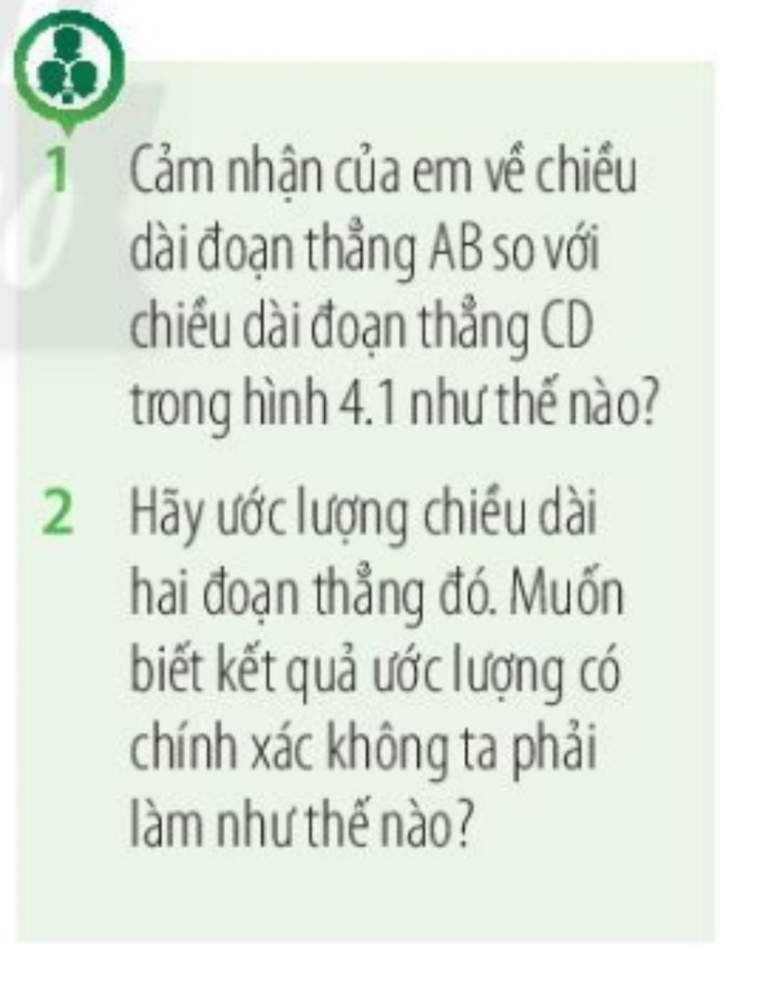 1 Cảm nhận của em về chiều
dài đoạn thẳng AB so với
chiều dài đoạn thẳng CD
trong hình 4.1 như thế nào?
2 Hãy ước lượng chiều dài
hai đoạn thẳng đó. Muốn
biết kết quả ước lượng có
chính xác không ta phải
làm như thế nào?